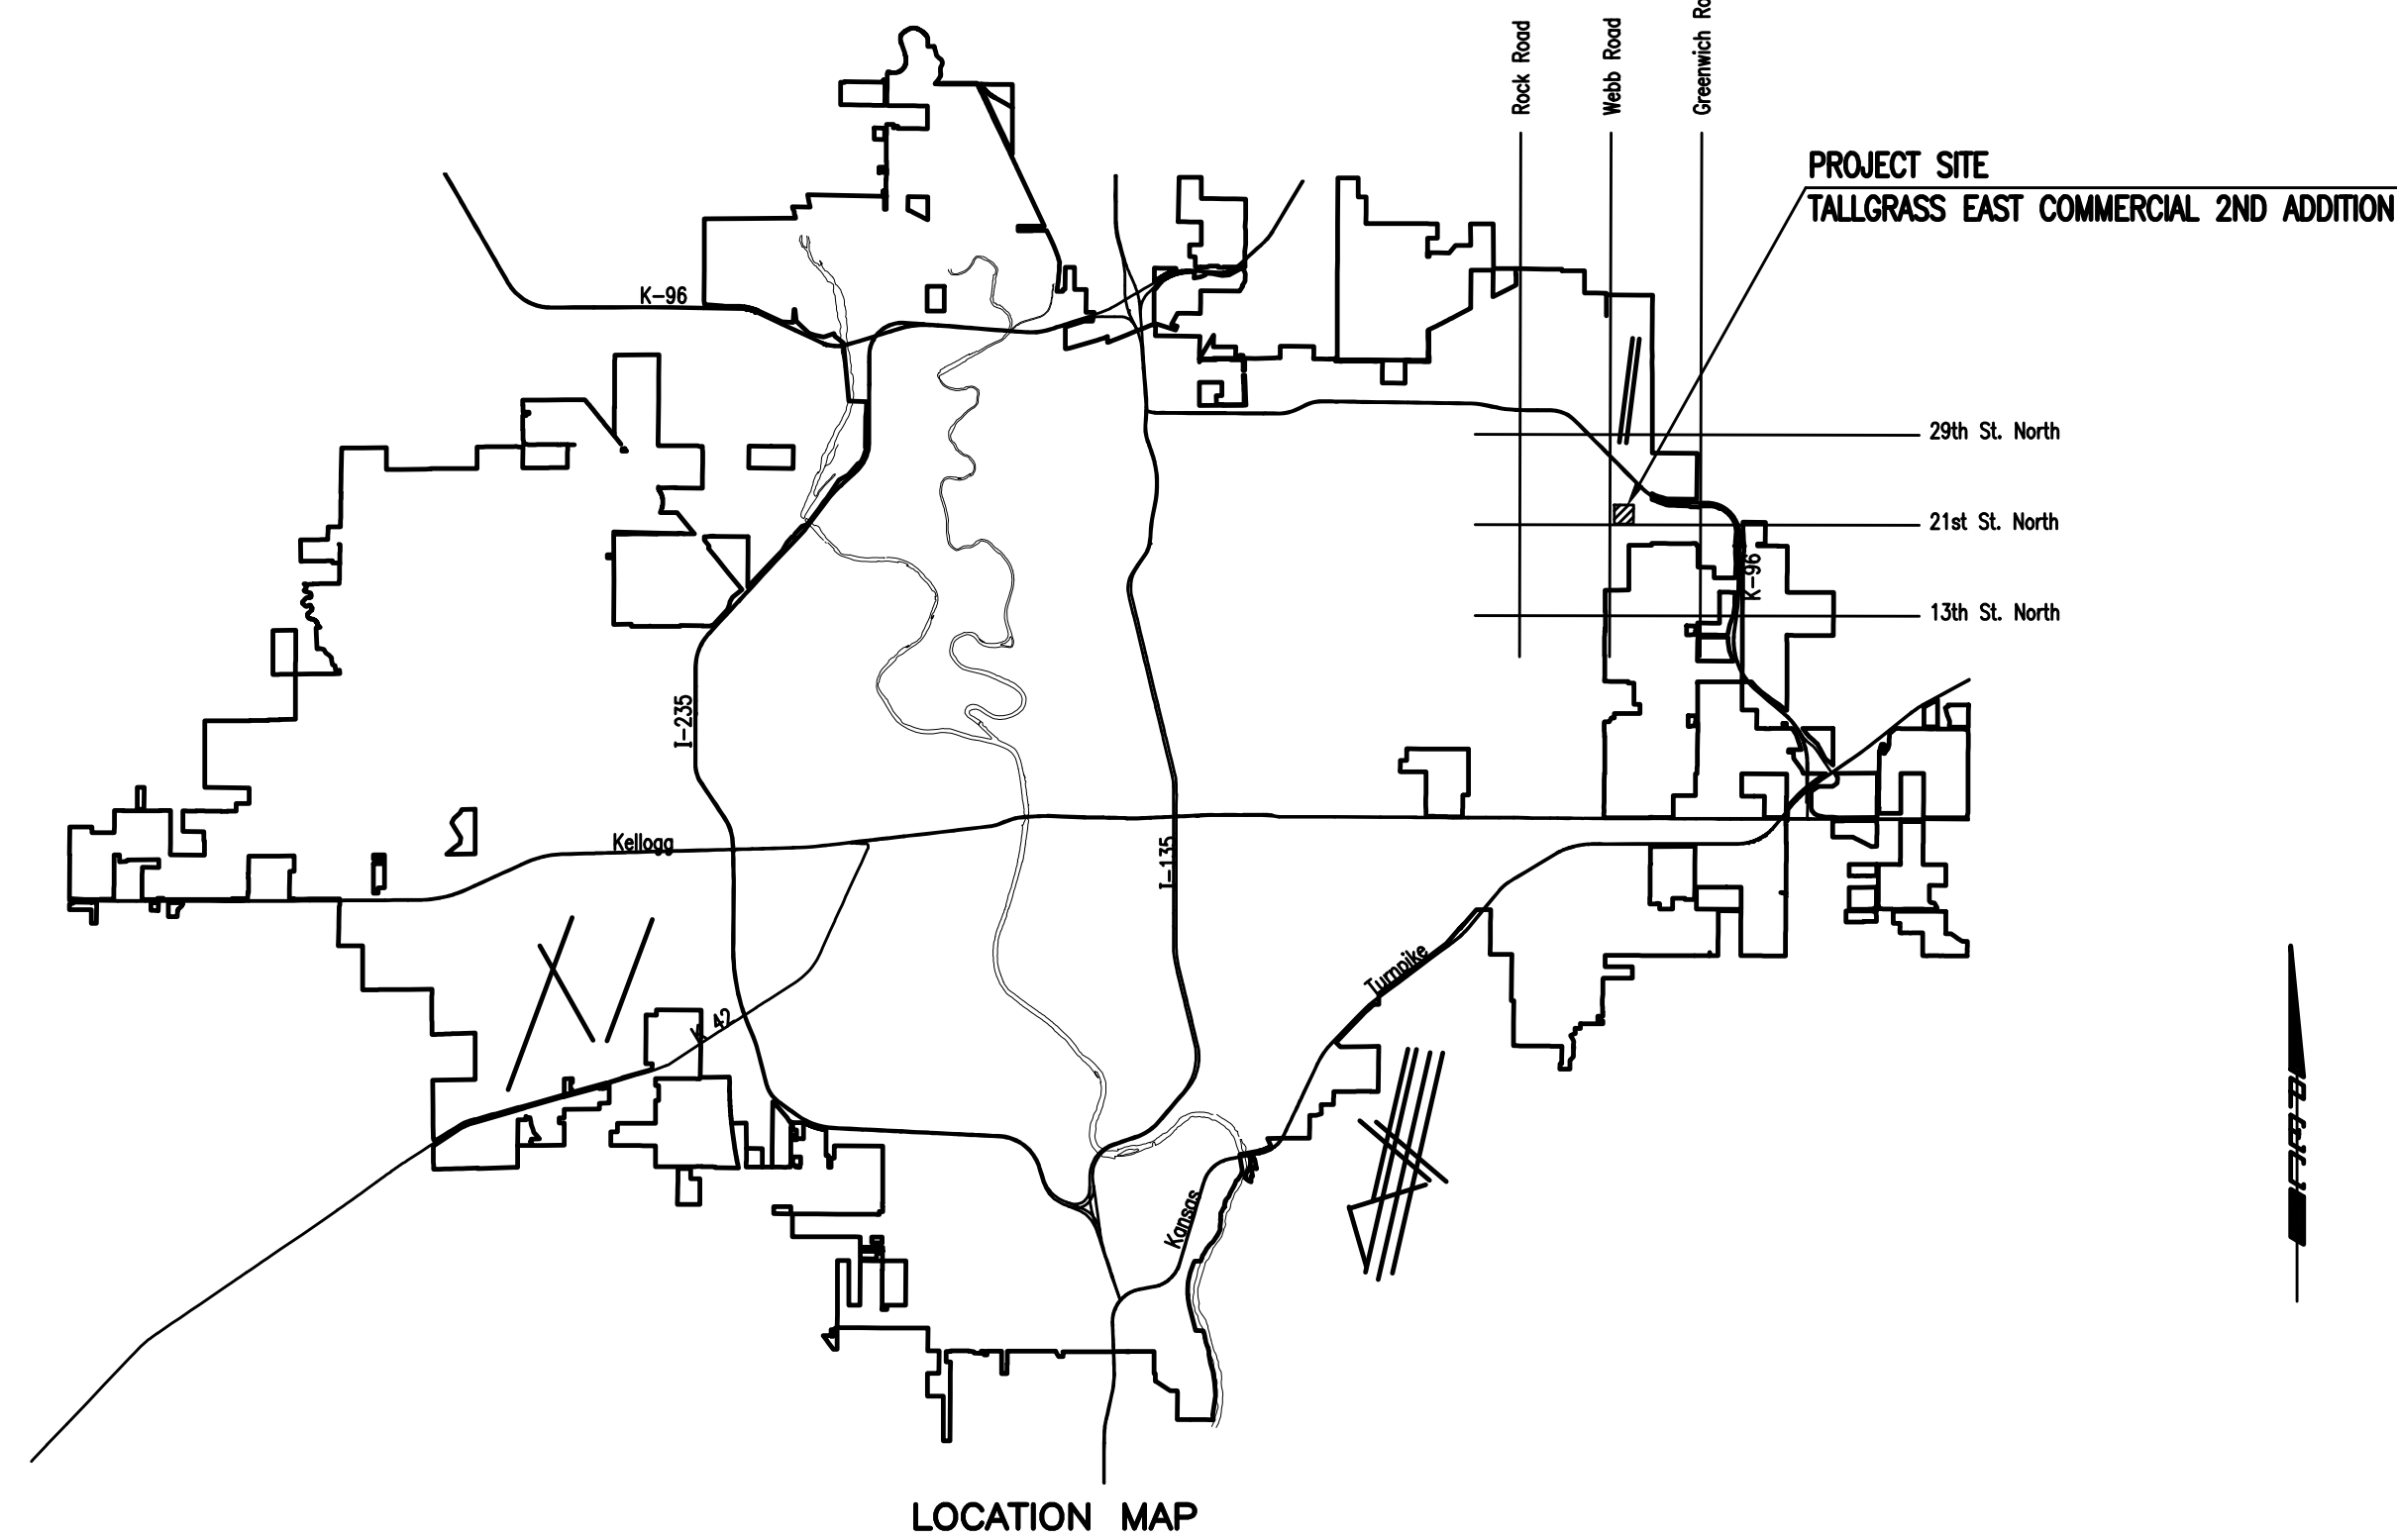 Rock Road
Webb Road
Greenwich
PROJECT SITE
TALLGRASS EAST COMMERCIAL 2ND ADDITION
K-96
29th St. North
21st St. North
K-96
13th St. North
I-235
Kellogg
I-135
Turnpike
K 42
Kansas
LOCATION MAP